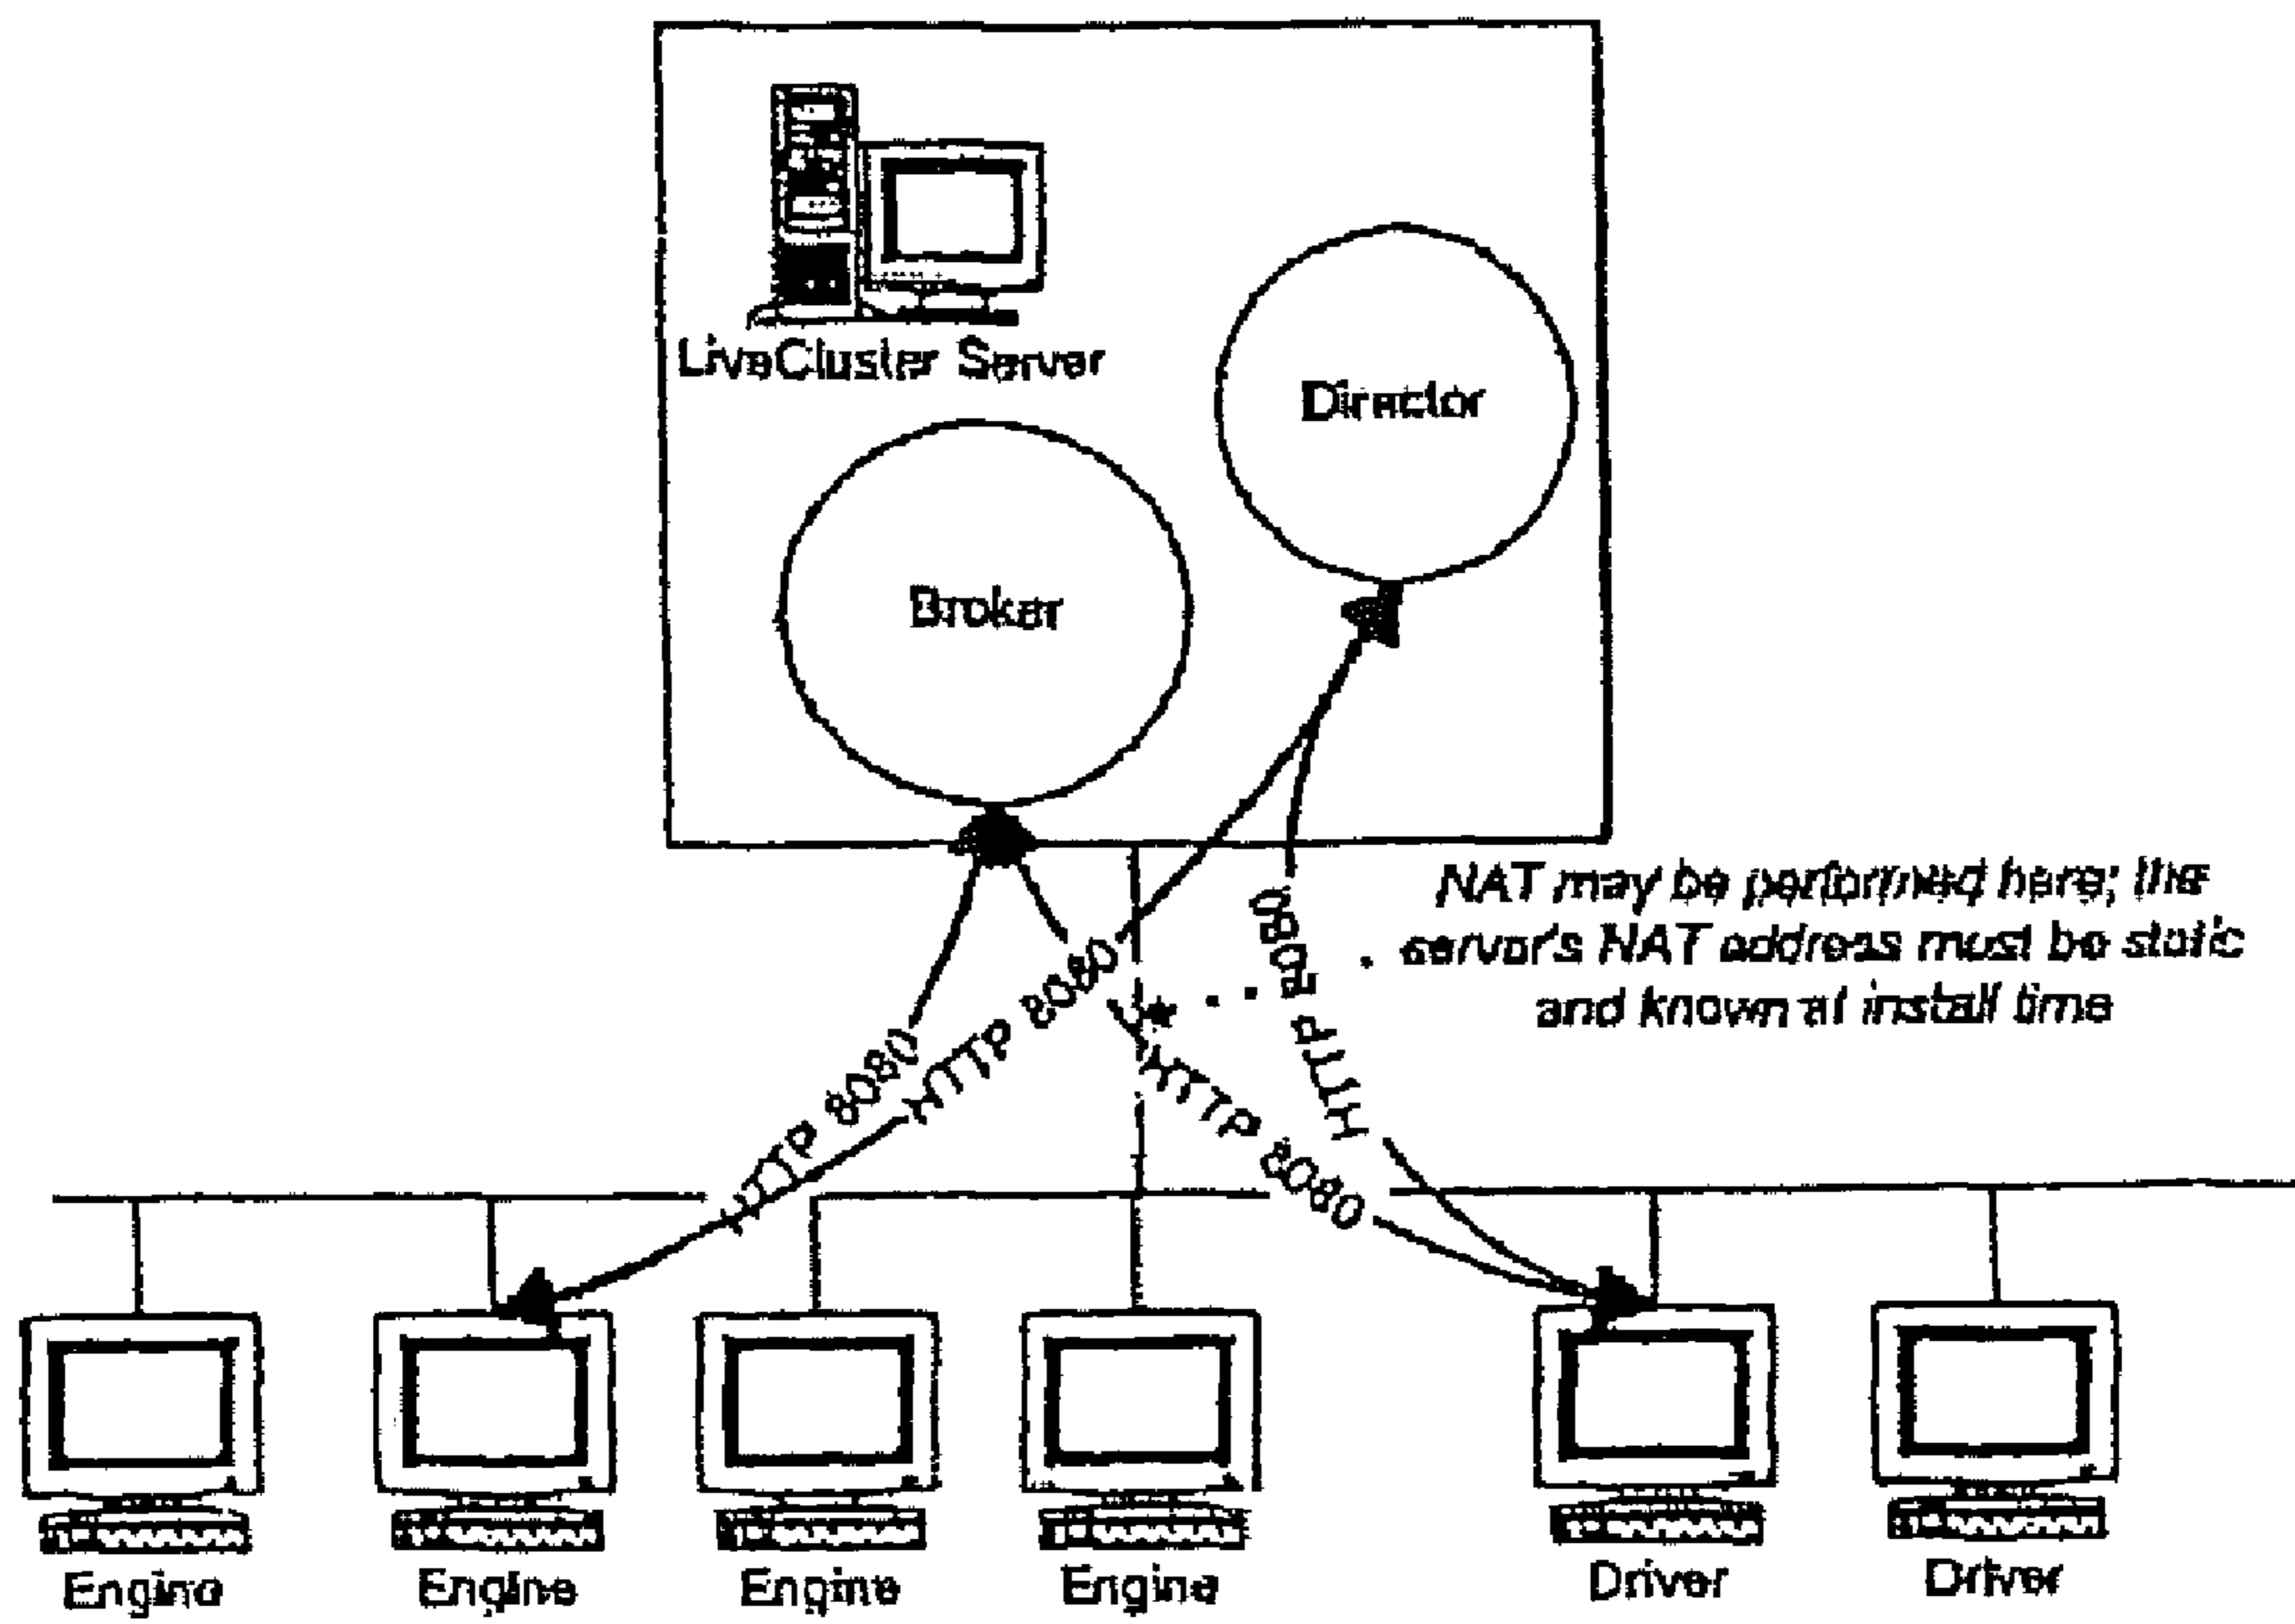 LiveCluster Server
Director
Broker
NAT may be performed here; the
server's NAT address must be static
and known at install time
HTTP 8080
HTTP 8080
HTTP 8080
HTTP 8080
Engine
Engine
Engine
Engine
Driver
Driver